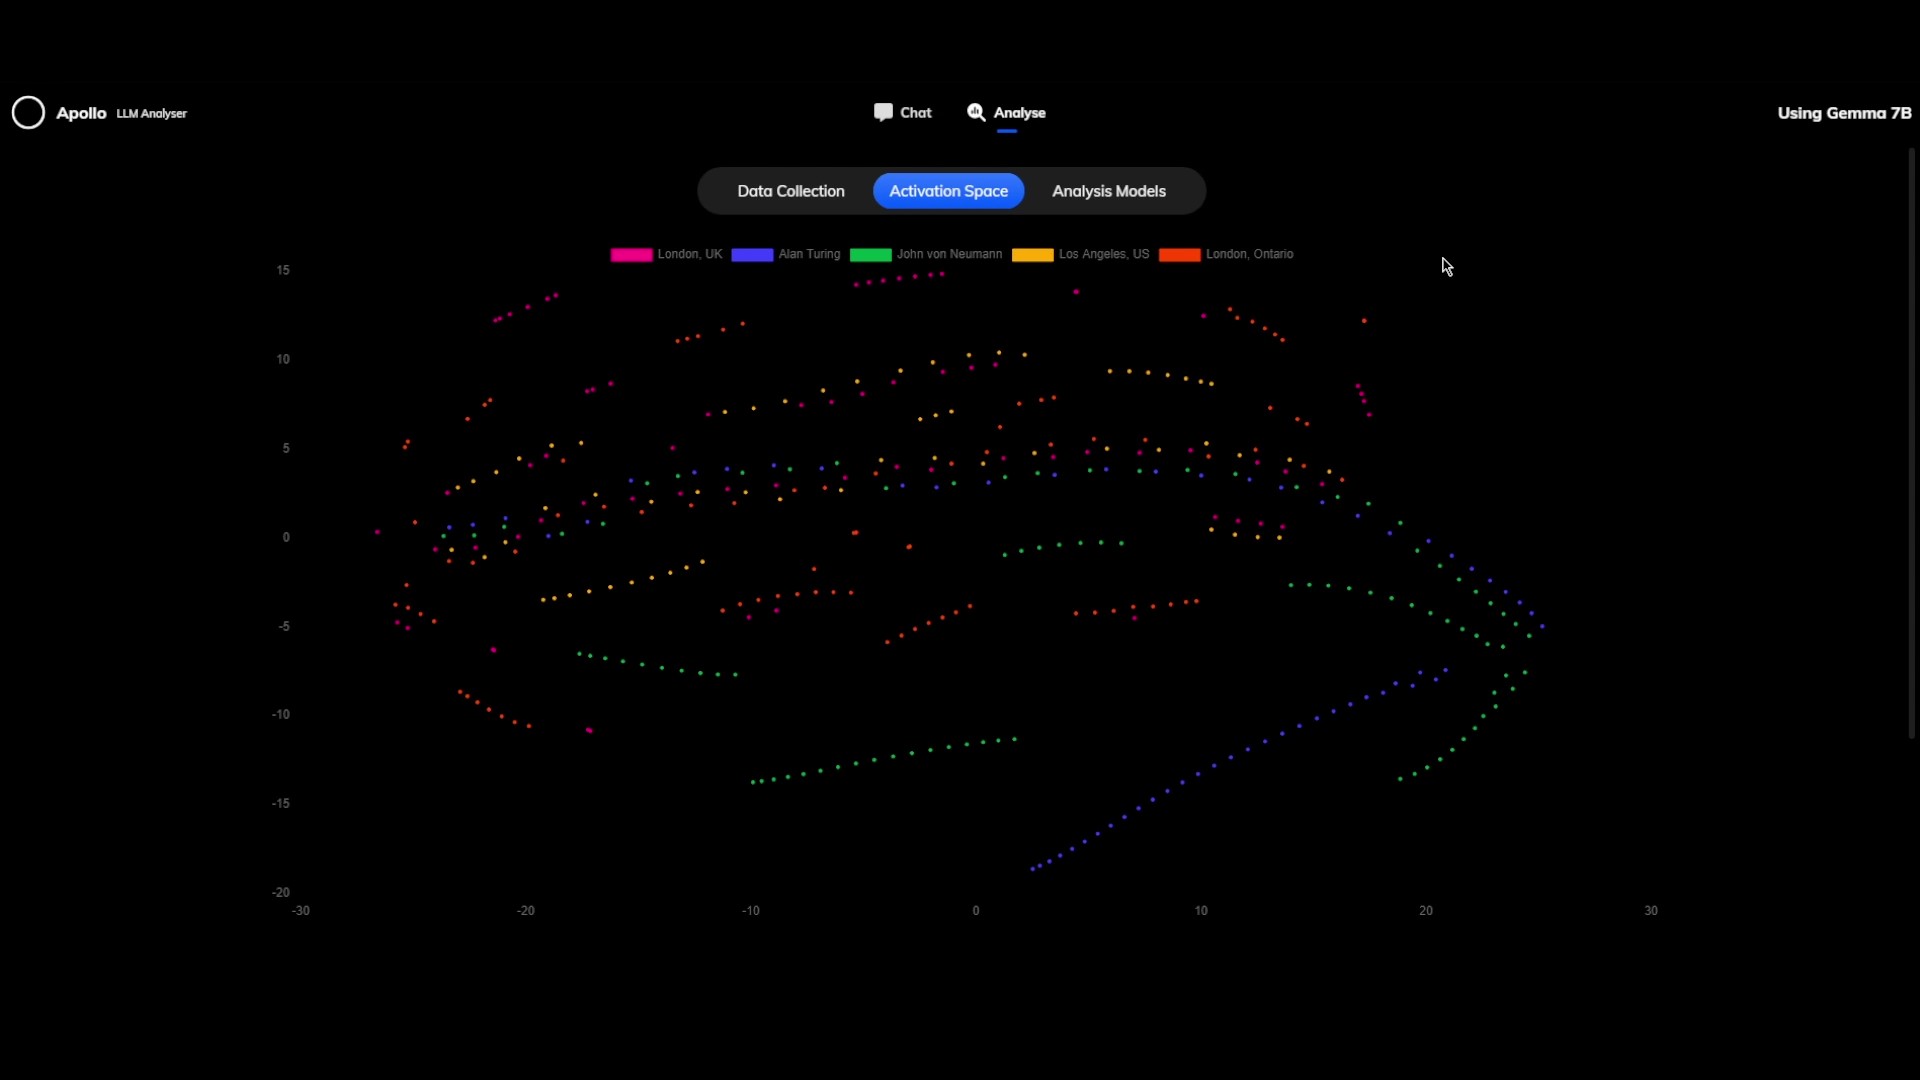 Apollo LLM Analyser
Chat
Analyse
Using Gemma 7B
Data Collection
Activation Space
Analysis Models
London, UK
Alan Turing
John von Neumann
Los Angeles, US
London, Ontario
15
10
5
0
-5
-10
-15
-20
-30
-20
-10
0
10
20
30